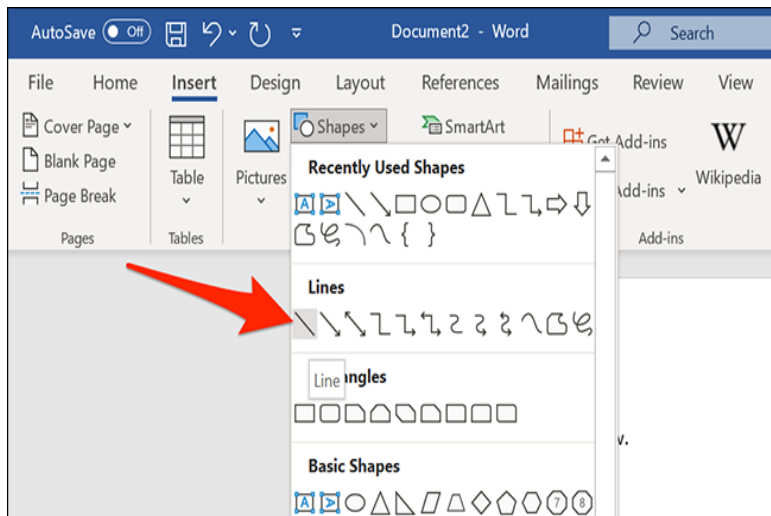 AutoSave Off Document2 - Word Search
File Home Insert Design Layout References Mailings Review View
Cover Page
Blank Page
Page Break
Pages
Table
Tables
Pictures
Shapes
SmartArt
Get Add-ins
Add-ins
W
Wikipedia
Add-ins
Recently Used Shapes
A A
{ }
Lines
Line
angles
Basic Shapes
A A 7 8
w.